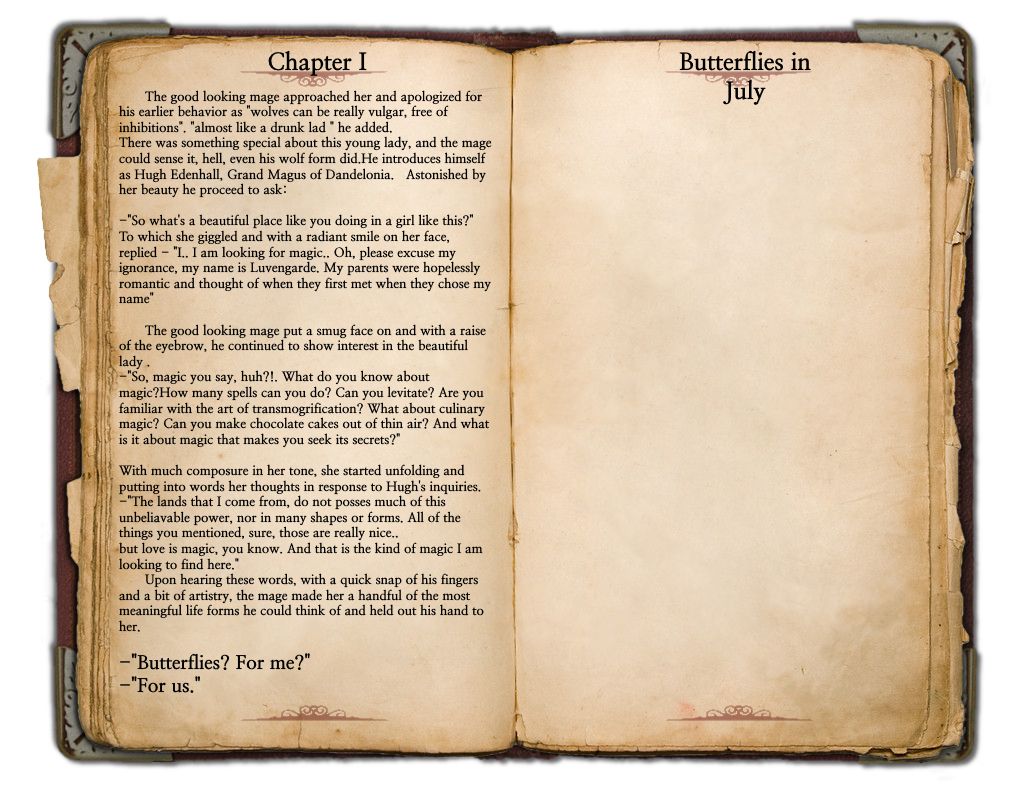 Chapter I
The good looking mage approached her and apologized for
his earlier behavior as "wolves can be really vulgar, free of
inhibitions". "almost like a drunk lad " he added.
There was something special about this young lady, and the mage
could sense it, hell, even his wolf form did.He introduces himself
as Hugh Edenhall, Grand Magus of Dandelonia.   Astonished by
her beauty he proceed to ask:
-"So what's a beautiful place like you doing in a girl like this?"
To which she giggled and with a radiant smile on her face,
replied - "I.. I am looking for magic.. Oh, please excuse my
ignorance, my name is Luvengarde. My parents were hopelessly
romantic and thought of when they first met when they chose my
name"
The good looking mage put a smug face on and with a raise
of the eyebrow, he continued to show interest in the beautiful
lady .
-"So, magic you say, huh?!. What do you know about
magic?How many spells can you do? Can you levitate? Are you
familiar with the art of transmogrification? What about culinary
magic? Can you make chocolate cakes out of thin air? And what
is it about magic that makes you seek its secrets?"
With much composure in her tone, she started unfolding and
putting into words her thoughts in response to Hugh's inquiries.
-"The lands that I come from, do not posses much of this
unbeliavable power, nor in many shapes or forms. All of the
things you mentioned, sure, those are really nice..
but love is magic, you know. And that is the kind of magic I am
looking to find here."
Upon hearing these words, with a quick snap of his fingers
and a bit of artistry, the mage made her a handful of the most
meaningful life forms he could think of and held out his hand to
her.
-"Butterflies? For me?"
-"For us."
Butterflies in
July